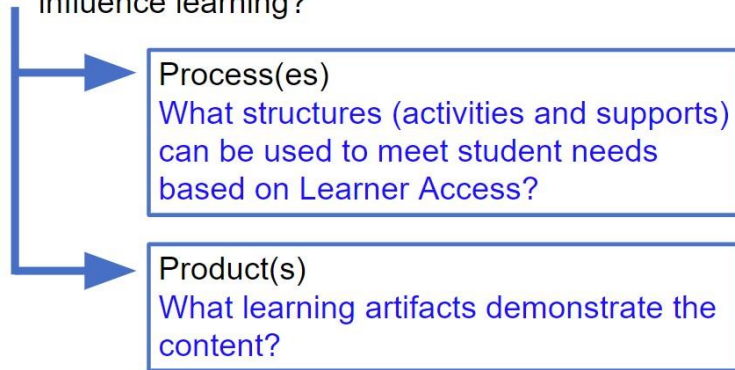 influence learning?
Process(es)
What structures (activities and supports)
can be used to meet student needs
based on Learner Access?
Product(s)
What learning artifacts demonstrate the
content?